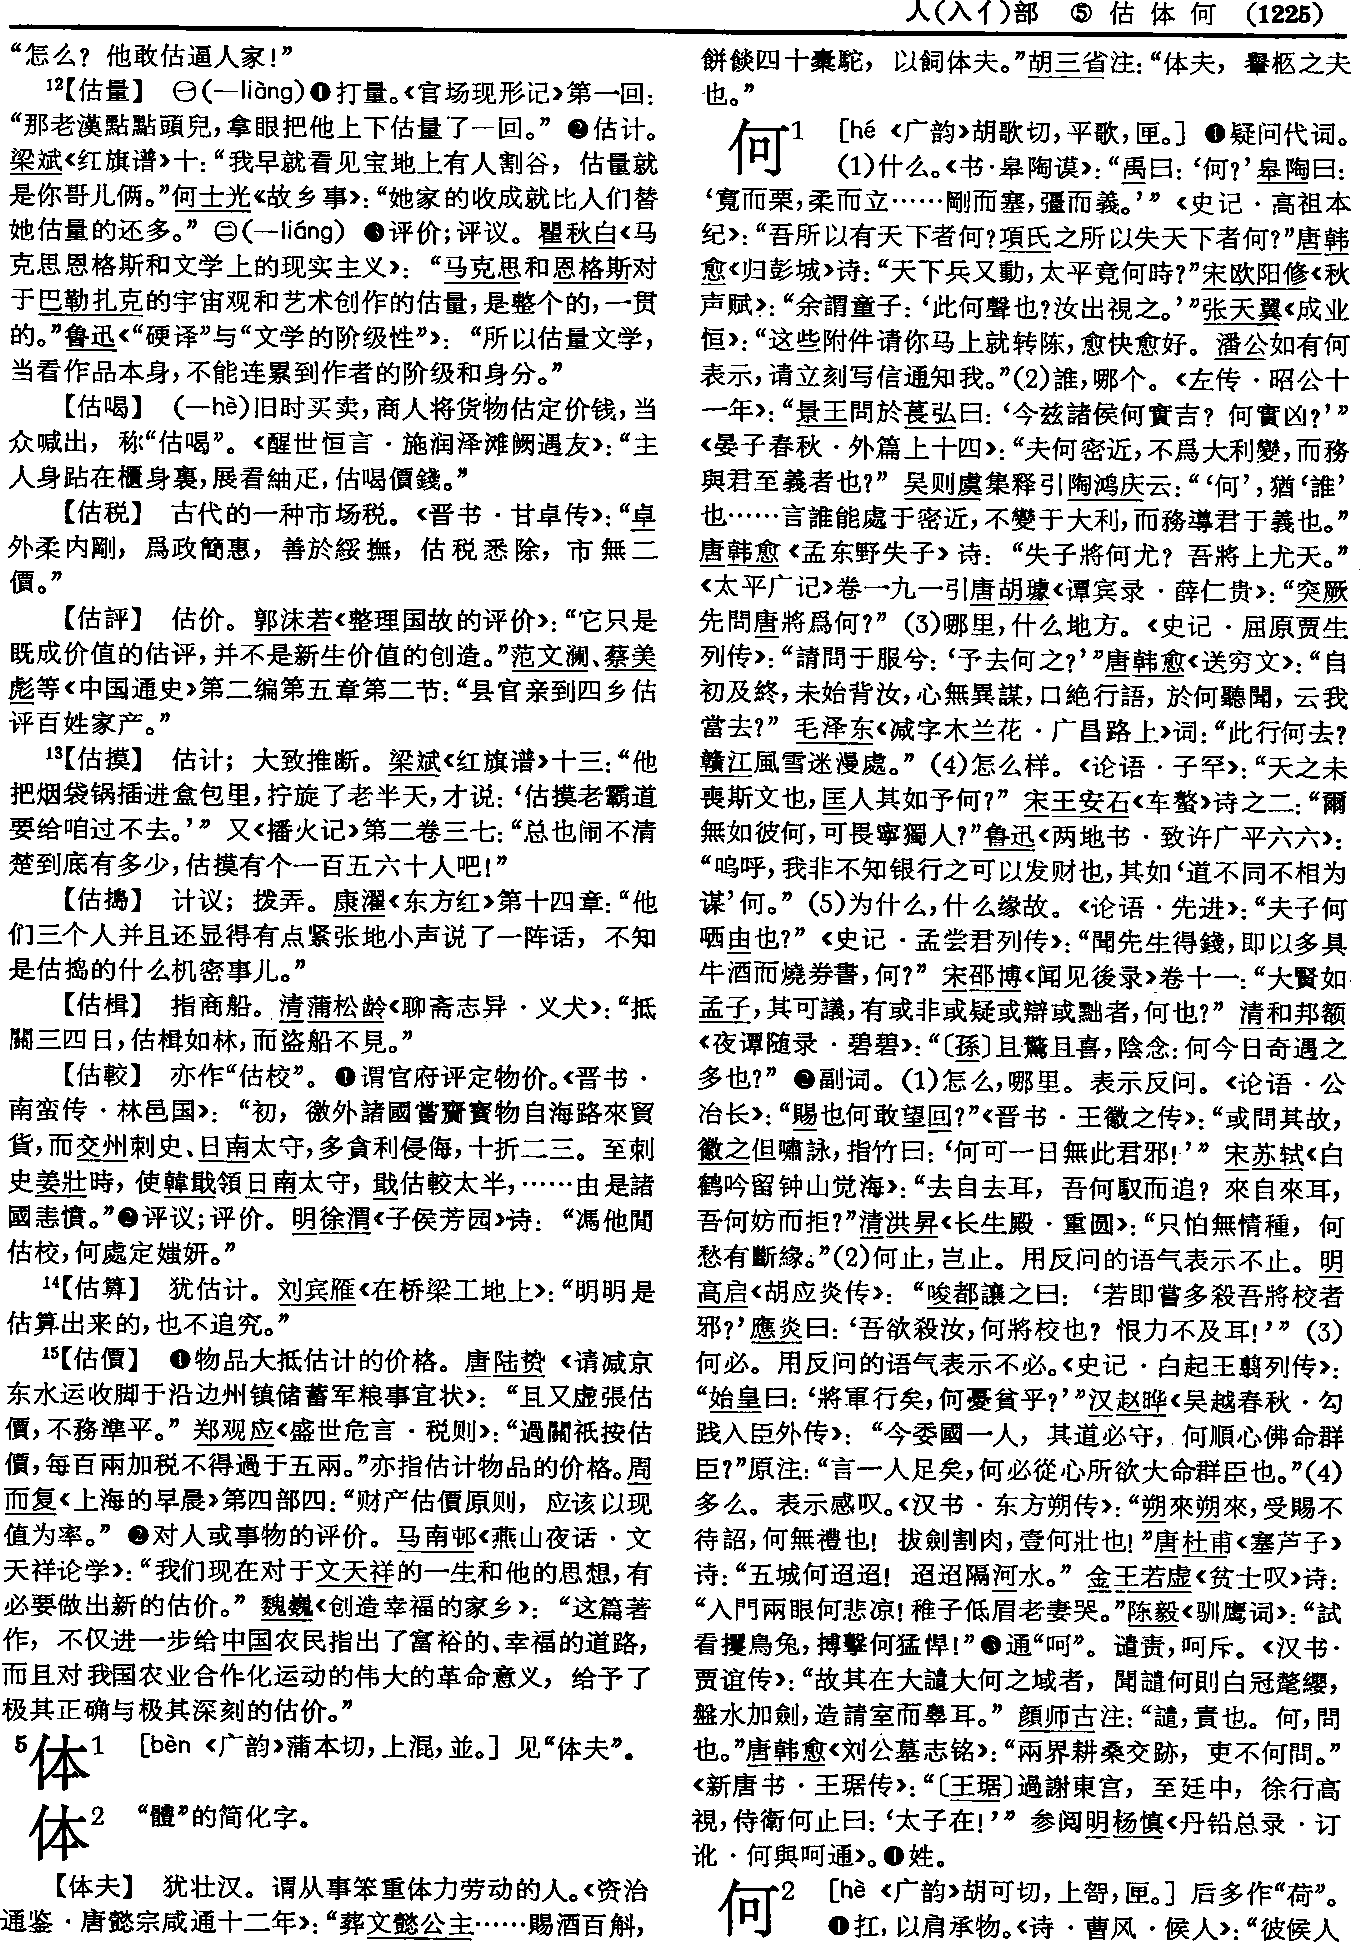 人(入亻)部 ⑤ 估体何 (1225)
“怎么？他敢估逼人家！”
¹²【估量】 ㊀(—liàng)❶打量。《官场现形记》第一回：
“那老漢點點頭兒，拿眼把他上下估量了一回。” ❷估计。
梁斌《红旗谱》十：“我早就看见宝地上有人割谷，估量就
是你哥儿俩。”何士光《故乡事》：“她家的收成就比人们替
她估量的还多。” ㊁(—liáng) ❸评价；评议。瞿秋白《马
克思恩格斯和文学上的现实主义》：“马克思和恩格斯对
于巴勒扎克的宇宙观和艺术创作的估量，是整个的，一贯
的。”鲁迅《“硬译”与“文学的阶级性”》：“所以估量文学，
当看作品本身，不能连累到作者的阶级和身分。”
【估喝】 (—hè)旧时买卖，商人将货物估定价钱，当
众喊出，称“估喝”。《醒世恒言·施润泽滩阙遇友》：“主
人身跕在櫃身裏，展看紬疋，估喝價錢。”
【估税】 古代的一种市场税。《晋书·甘卓传》：“卓
外柔内剛，爲政簡惠，善於綏撫，估税悉除，市無二
價。”
【估評】 估价。郭沫若《整理国故的评价》：“它只是
既成价值的估评，并不是新生价值的创造。”范文澜、蔡美
彪等《中国通史》第二编第五章第二节：“县官亲到四乡估
评百姓家产。”
¹³【估摸】 估计；大致推断。梁斌《红旗谱》十三：“他
把烟袋锅插进盒包里，拧旋了老半天，才说：‘估摸老霸道
要给咱过不去。’” 又《播火记》第二卷三七：“总也闹不清
楚到底有多少，估摸有个一百五六十人吧！”
【估搗】 计议；拨弄。康濯《东方红》第十四章：“他
们三个人并且还显得有点紧张地小声说了一阵话，不知
是估捣的什么机密事儿。”
【估楫】 指商船。清蒲松龄《聊斋志异·义犬》：“抵
關三四日，估楫如林，而盜船不見。”
【估較】 亦作“估校”。❶谓官府评定物价。《晋书·
南蛮传·林邑国》：“初，徼外諸國嘗齎寶物自海路來貿
貨，而交州刺史、日南太守，多貪利侵侮，十折二三。至刺
史姜壯時，使韓戢領日南太守，戢估較太半，……由是諸
國恚憤。”❷评议；评价。明徐渭《子侯芳园》诗：“馮他閒
估校，何處定媸妍。”
¹⁴【估算】 犹估计。刘宾雁《在桥梁工地上》：“明明是
估算出来的，也不追究。”
¹⁵【估價】 ❶物品大抵估计的价格。唐陆贽《请减京
东水运收脚于沿边州镇储蓄军粮事宜状》：“且又虚張估
價，不務準平。” 郑观应《盛世危言·税则》：“過關衹按估
價，每百兩加税不得過于五兩。”亦指估计物品的价格。周
而复《上海的早晨》第四部四：“财产估價原则，应该以现
值为率。” ❷对人或事物的评价。马南邨《燕山夜话·文
天祥论学》：“我们现在对于文天祥的一生和他的思想，有
必要做出新的估价。” 魏巍《创造幸福的家乡》：“这篇著
作，不仅进一步给中国农民指出了富裕的、幸福的道路，
而且对我国农业合作化运动的伟大的革命意义，给予了
极其正确与极其深刻的估价。”
⁵体¹ [bèn 《广韵》蒲本切，上混，並。] 见“体夫”。
体² “體”的简化字。
【体夫】 犹壮汉。谓从事笨重体力劳动的人。《资治
通鉴·唐懿宗咸通十二年》：“葬文懿公主……賜酒百斛，
餅餤四十橐駝，以飼体夫。”胡三省注：“体夫，轝柩之夫
也。”
何¹ [hé 《广韵》胡歌切，平歌，匣。] ❶疑问代词。
(1)什么。《书·皋陶谟》：“禹曰：‘何？’皋陶曰：
‘寬而栗，柔而立……剛而塞，彊而義。’” 《史记·高祖本
纪》：“吾所以有天下者何？項氏之所以失天下者何？”唐韩
愈《归彭城》诗：“天下兵又動，太平竟何時？”宋欧阳修《秋
声赋》：“余謂童子：‘此何聲也？汝出視之。’”张天翼《成业
恒》：“这些附件请你马上就转陈，愈快愈好。潘公如有何
表示，请立刻写信通知我。”(2)誰，哪个。《左传·昭公十
一年》：“景王問於萇弘曰：‘今兹諸侯何實吉？何實凶？’”
《晏子春秋·外篇上十四》：“夫何密近，不爲大利變，而務
與君至義者也？” 吴则虞集释引陶鸿庆云：“‘何’，猶‘誰’
也……言誰能處于密近，不變于大利，而務導君于義也。”
唐韩愈《孟东野失子》诗：“失子將何尤？吾將上尤天。”
《太平广记》卷一九一引唐胡璩《谭宾录·薛仁贵》：“突厥
先問唐將爲何？” (3)哪里，什么地方。《史记·屈原贾生
列传》：“請問于服兮：‘予去何之？’”唐韩愈《送穷文》：“自
初及終，未始背汝，心無異謀，口絶行語，於何聽聞，云我
當去？” 毛泽东《减字木兰花·广昌路上》词：“此行何去？
赣江風雪迷漫處。” (4)怎么样。《论语·子罕》：“天之未
喪斯文也，匡人其如予何？” 宋王安石《车螯》诗之二：“爾
無如彼何，可畏寧獨人？”鲁迅《两地书·致许广平六六》：
“呜呼，我非不知银行之可以发财也，其如‘道不同不相为
谋’何。” (5)为什么，什么缘故。《论语·先进》：“夫子何
哂由也？” 《史记·孟尝君列传》：“聞先生得錢，即以多具
牛酒而燒券書，何？” 宋邵博《闻见後录》卷十一：“大賢如
孟子，其可議，有或非或疑或辯或黜者，何也？” 清和邦额
《夜谭随录·碧碧》：“〔孫〕且驚且喜，陰念：何今日奇遇之
多也？” ❷副词。(1)怎么，哪里。表示反问。《论语·公
冶长》：“賜也何敢望回？”《晋书·王徽之传》：“或問其故，
徽之但嘯詠，指竹曰：‘何可一日無此君邪！’” 宋苏轼《白
鹤吟留钟山觉海》：“去自去耳，吾何馭而追？來自來耳，
吾何妨而拒？”清洪昇《长生殿·重圆》：“只怕無情種，何
愁有斷緣。”(2)何止，岂止。用反问的语气表示不止。明
高启《胡应炎传》：“唆都讓之曰：‘若即嘗多殺吾將校者
邪？’應炎曰：‘吾欲殺汝，何將校也？恨力不及耳！’” (3)
何必。用反问的语气表示不必。《史记·白起王翦列传》：
“始皇曰：‘將軍行矣，何憂貧乎？’”汉赵晔《吴越春秋·勾
践入臣外传》：“今委國一人，其道必守，何順心佛命群
臣？”原注：“言一人足矣，何必從心所欲大命群臣也。”(4)
多么。表示感叹。《汉书·东方朔传》：“朔來朔來，受賜不
待詔，何無禮也！拔劍割肉，壹何壯也！”唐杜甫《塞芦子》
诗：“五城何迢迢！迢迢隔河水。” 金王若虚《贫士叹》诗：
“入門兩眼何悲凉！稚子低眉老妻哭。”陈毅《驯鹰词》：“試
看攫鳥兔，搏擊何猛悍！”❸通“呵”。谴责，呵斥。《汉书·
贾谊传》：“故其在大譴大何之域者，聞譴何則白冠氂纓，
盤水加劍，造請室而辠耳。” 颜师古注：“譴，責也。何，問
也。”唐韩愈《刘公墓志铭》：“兩界耕桑交跡，吏不何問。”
《新唐书·王琚传》：“〔王琚〕過謝東宫，至廷中，徐行高
視，侍衛何止曰：‘太子在！’” 参阅明杨慎《丹铅总录·订
讹·何與呵通》。❹姓。
何² [hè 《广韵》胡可切，上哿，匣。] 后多作“荷”。
❶扛，以肩承物。《诗·曹风·候人》：“彼候人